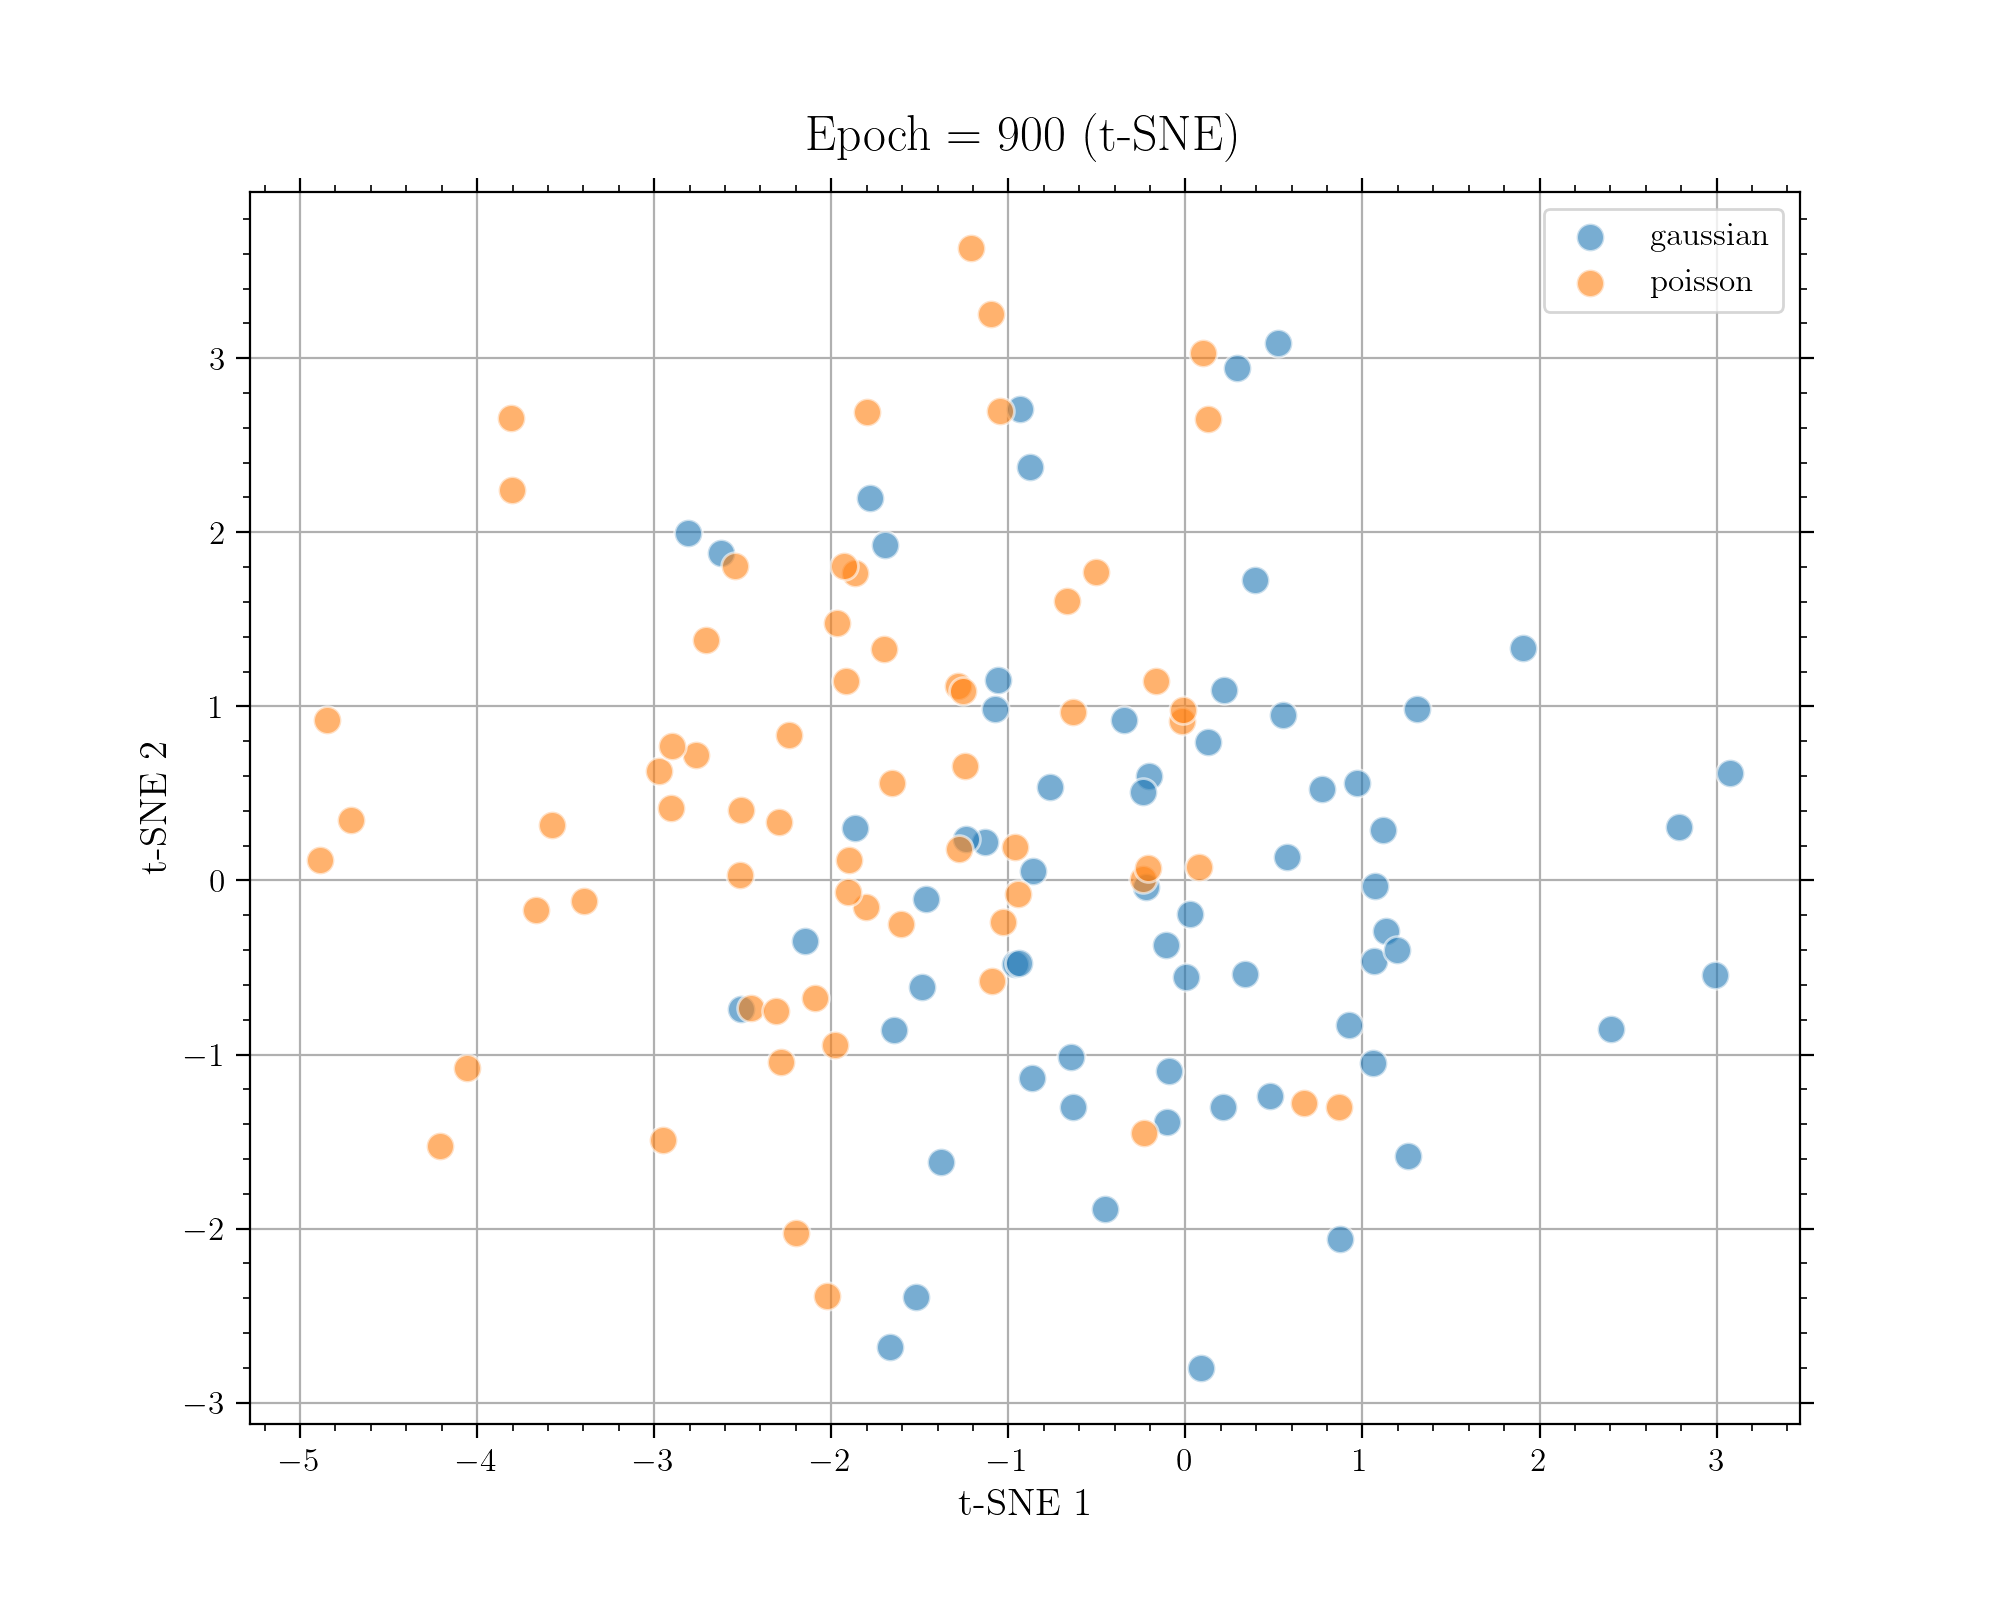 Epoch = 900 (t-SNE)
gaussian
poisson
3
2
1
0
−1
−2
−3
t-SNE 2
−5 −4 −3 −2 −1 0 1 2 3
t-SNE 1